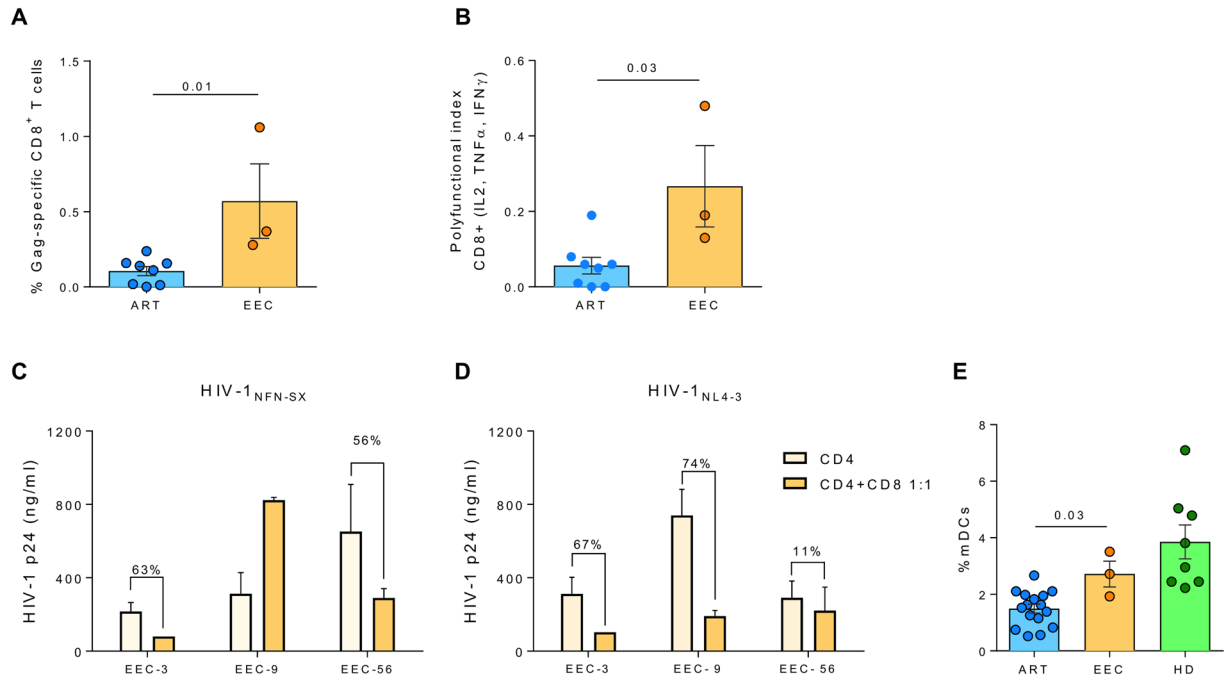 A
% Gag-specific CD8⁺ T cells
1.5
1.0
0.5
0.0
0.01
ART
EEC
B
Polyfunctional index
CD8+ (IL2, TNFα, IFNγ)
0.6
0.4
0.2
0.0
0.03
ART
EEC
C
HIV-1NFN-SX
HIV-1 p24 (ng/ml)
1200
800
400
0
63%
56%
EEC-3
EEC-9
EEC-56
D
HIV-1NL4-3
HIV-1 p24 (ng/ml)
1200
800
400
0
67%
74%
11%
EEC-3
EEC- 9
EEC- 56
CD4
CD4+CD8 1:1
E
%mDCs
8
6
4
2
0
0.03
ART
EEC
HD